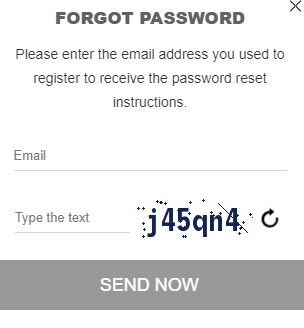 FORGOT PASSWORD
Please enter the email address you used to
register to receive the password reset
instructions.
Email
Type the text
j45qn4
SEND NOW